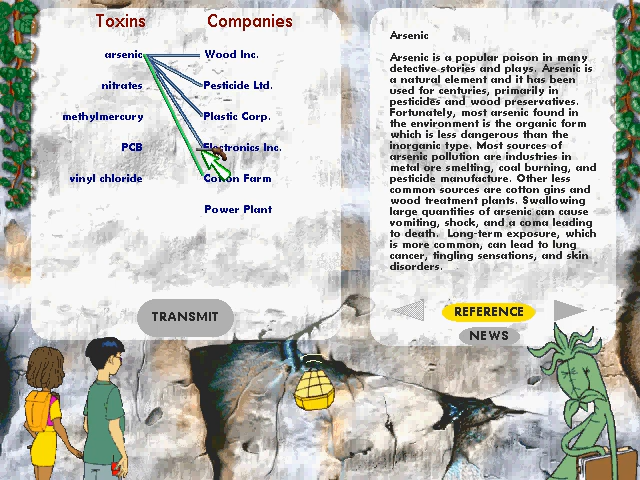 Toxins
Companies
arsenic
Wood Inc.
nitrates
Pesticide Ltd.
methylmercury
Plastic Corp.
PCB
Electronics Inc.
vinyl chloride
Cotton Farm
Power Plant
TRANSMIT
Arsenic
Arsenic is a popular poison in many
detective stories and plays. Arsenic is
a natural element and it has been
used for centuries, primarily in
pesticides and wood preservatives.
Fortunately, most arsenic found in
the environment is the organic form
which is less dangerous than the
inorganic type. Most sources of
arsenic pollution are industries in
metal ore smelting, coal burning, and
pesticide manufacture. Other less
common sources are cotton gins and
wood treatment plants. Swallowing
large quantities of arsenic can cause
vomiting, shock, and a coma leading
to death. Long-term exposure, which
is more common, can lead to lung
cancer, tingling sensations, and skin
disorders.
REFERENCE
NEWS